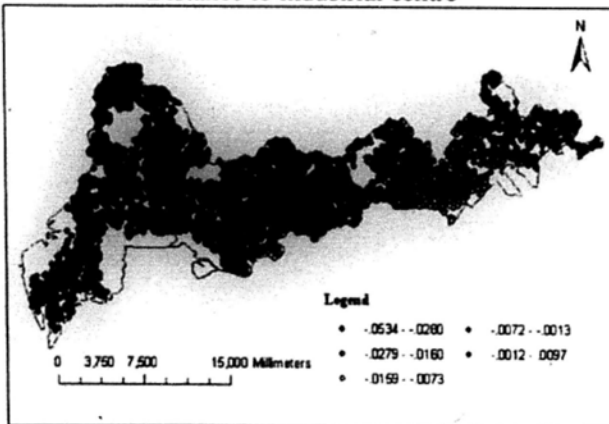 N
Legend
-.0534 - -.0280
-.0072 - -.0013
-.0279 - -.0160
-.0012 - .0097
-.0159 - -.0073
0 3,750 7,500 15,000 Millimeters